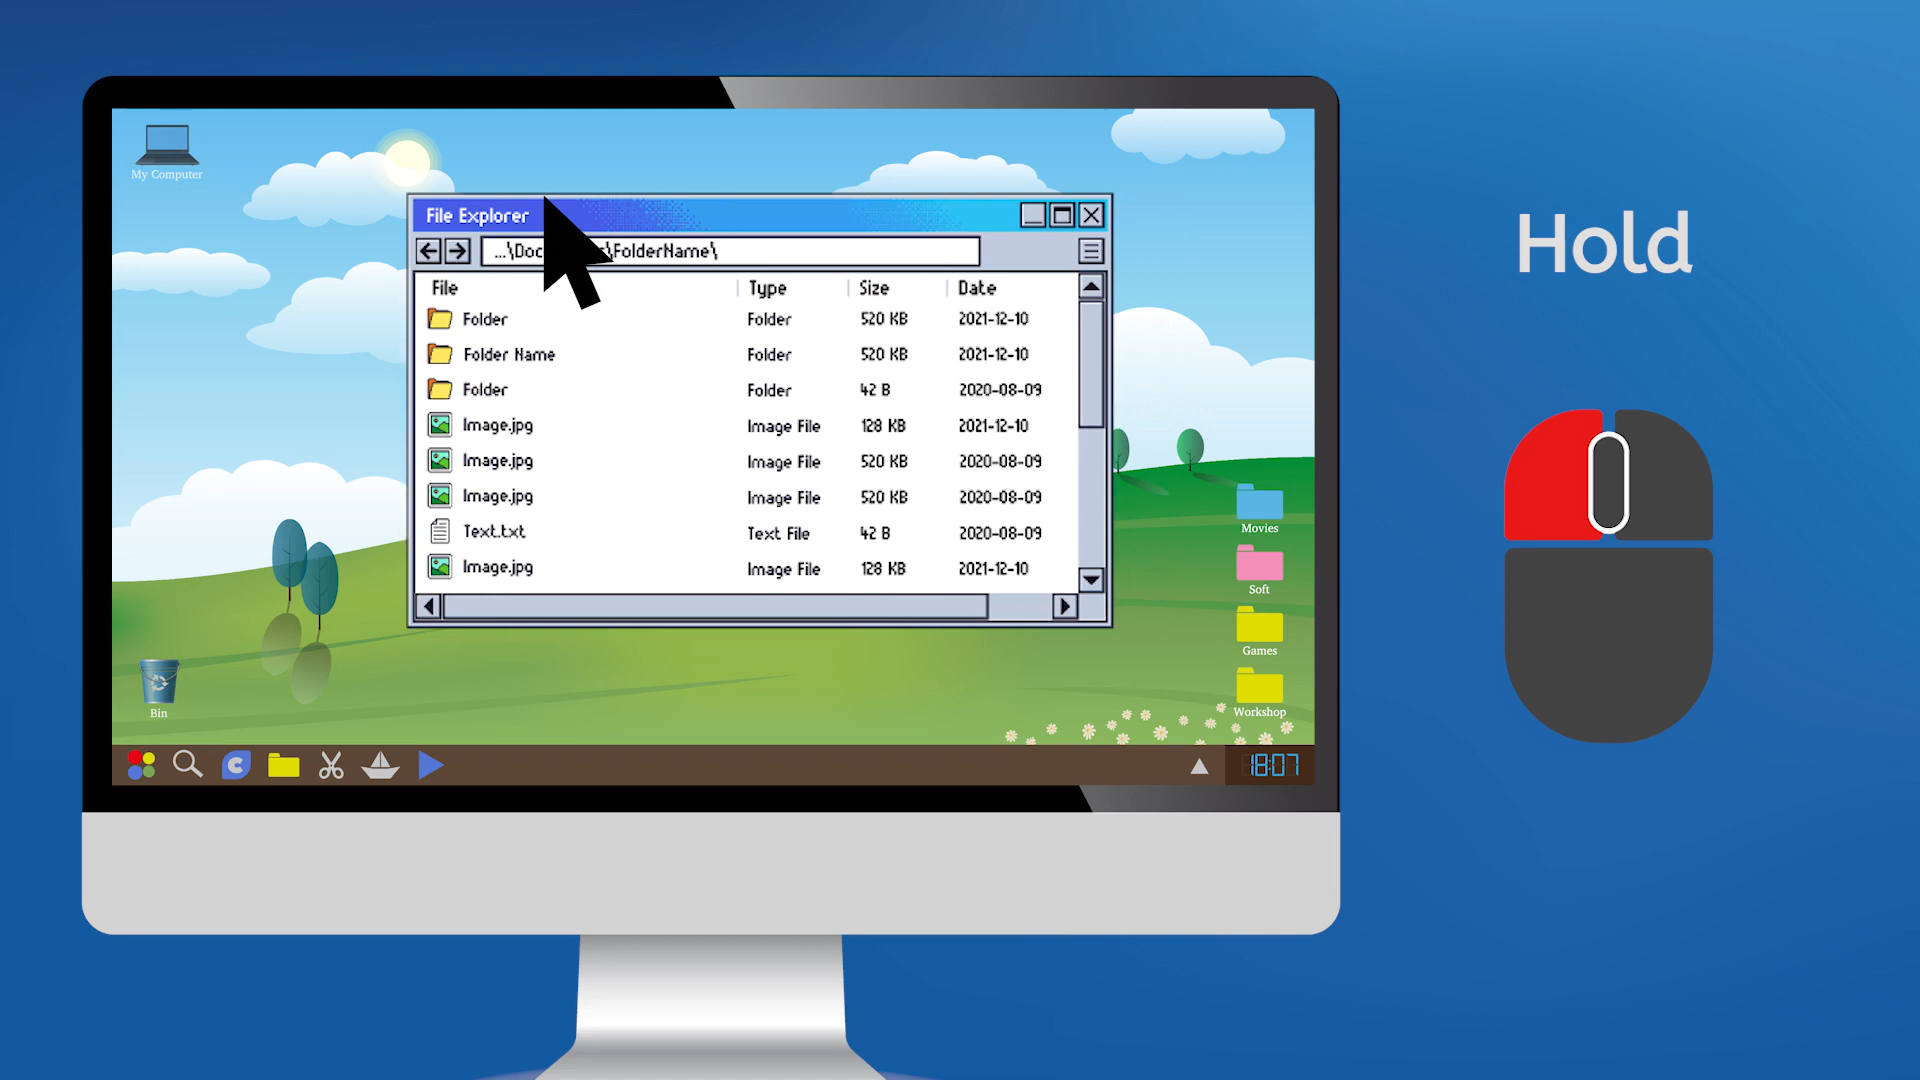 My Computer
File Explorer
...\Doc \FolderName\
File Type Size Date
Folder Folder 520 KB 2021-12-10
Folder Name Folder 520 KB 2021-12-10
Folder Folder 42 B 2020-08-09
Image.jpg Image File 128 KB 2021-12-10
Image.jpg Image File 520 KB 2020-08-09
Image.jpg Image File 520 KB 2020-08-09
Text.txt Text File 42 B 2020-08-09
Image.jpg Image File 128 KB 2021-12-10
Movies
Soft
Games
Workshop
Bin
C
18:07
Hold